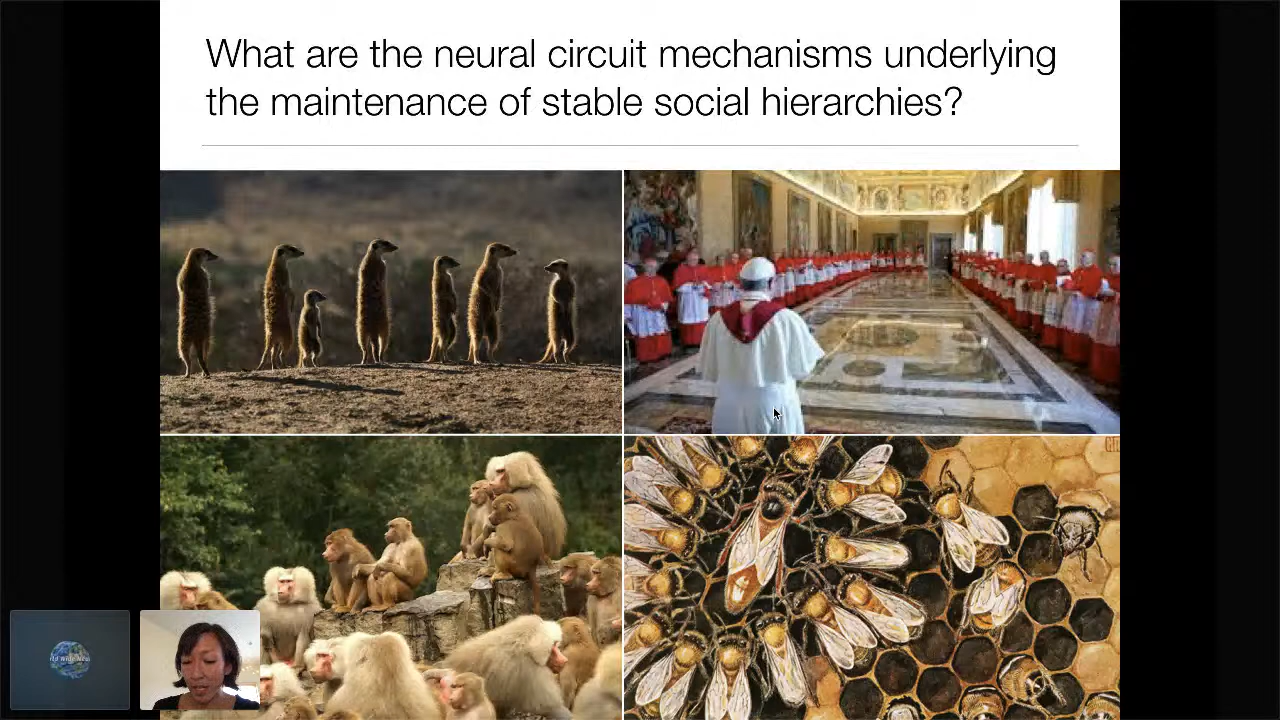 What are the neural circuit mechanisms underlying
the maintenance of stable social hierarchies?